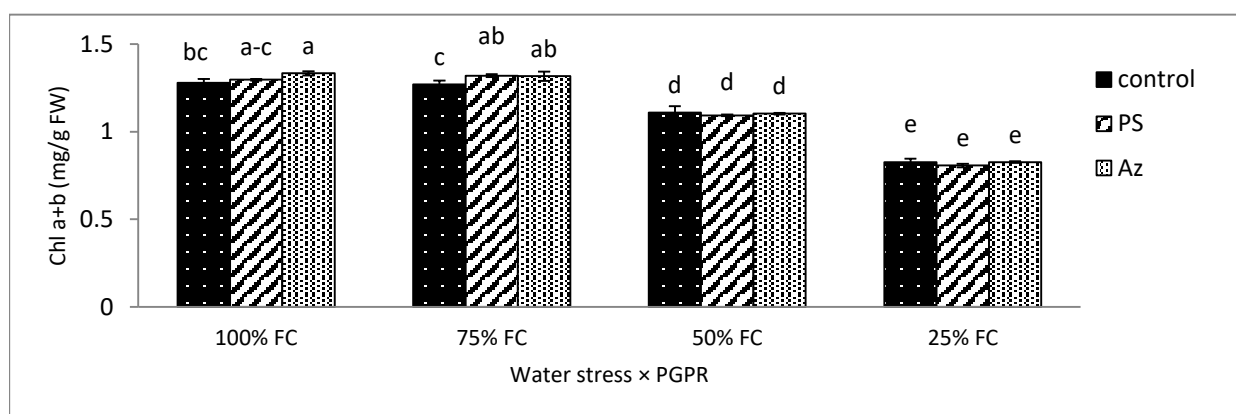 Chl a+b (mg/g FW)
1.5
1
0.5
0
bc a-c a c ab ab d d d e e e
100% FC 75% FC 50% FC 25% FC
Water stress × PGPR
control
PS
Az